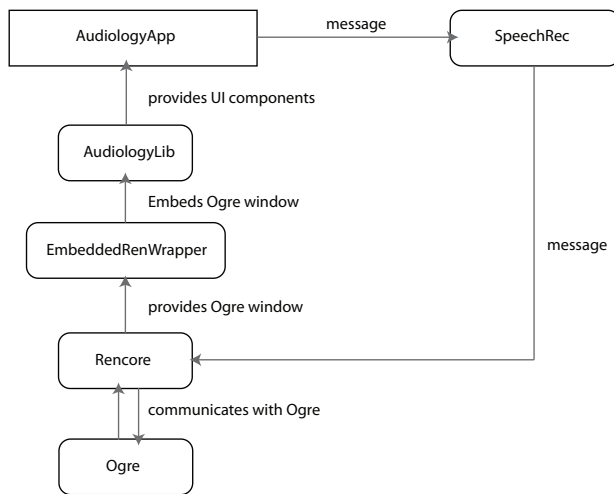 AudiologyApp
message
SpeechRec
provides UI components
AudiologyLib
Embeds Ogre window
EmbeddedRenWrapper
message
provides Ogre window
Rencore
communicates with Ogre
Ogre